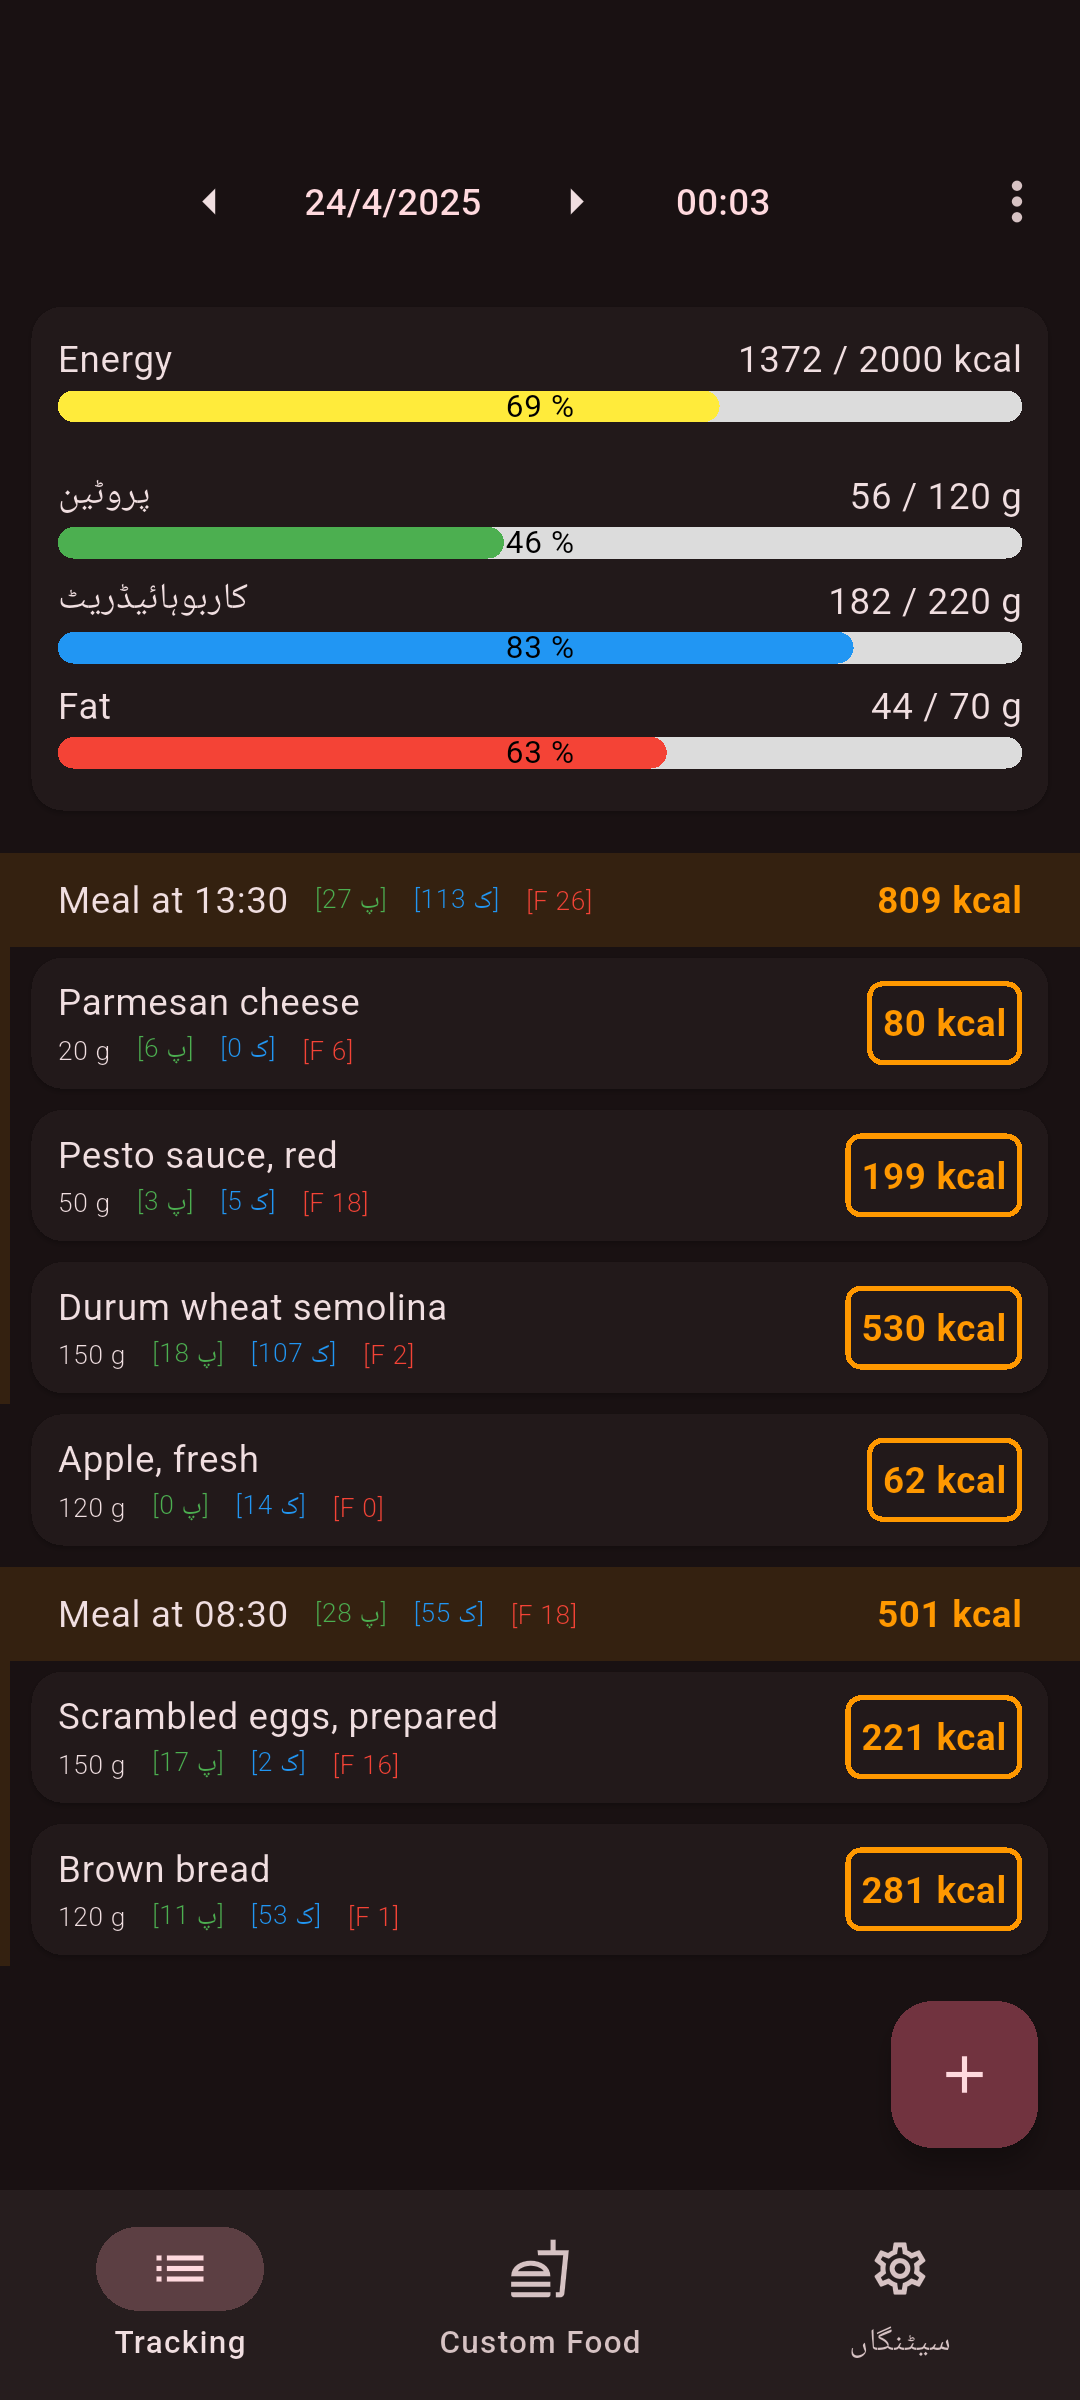 24/4/2025 00:03
Energy 1372 / 2000 kcal
69 %
پروٹین 56 / 120 g
46 %
کاربوہائیڈریٹ 182 / 220 g
83 %
Fat 44 / 70 g
63 %
Meal at 13:30 [27 پ] [113 ک] [F 26] 809 kcal
Parmesan cheese
20 g [6 پ] [0 ک] [F 6] 80 kcal
Pesto sauce, red
50 g [3 پ] [5 ک] [F 18] 199 kcal
Durum wheat semolina
150 g [18 پ] [107 ک] [F 2] 530 kcal
Apple, fresh
120 g [0 پ] [14 ک] [F 0] 62 kcal
Meal at 08:30 [28 پ] [55 ک] [F 18] 501 kcal
Scrambled eggs, prepared
150 g [17 پ] [2 ک] [F 16] 221 kcal
Brown bread
120 g [11 پ] [53 ک] [F 1] 281 kcal
Tracking Custom Food سیٹنگاں